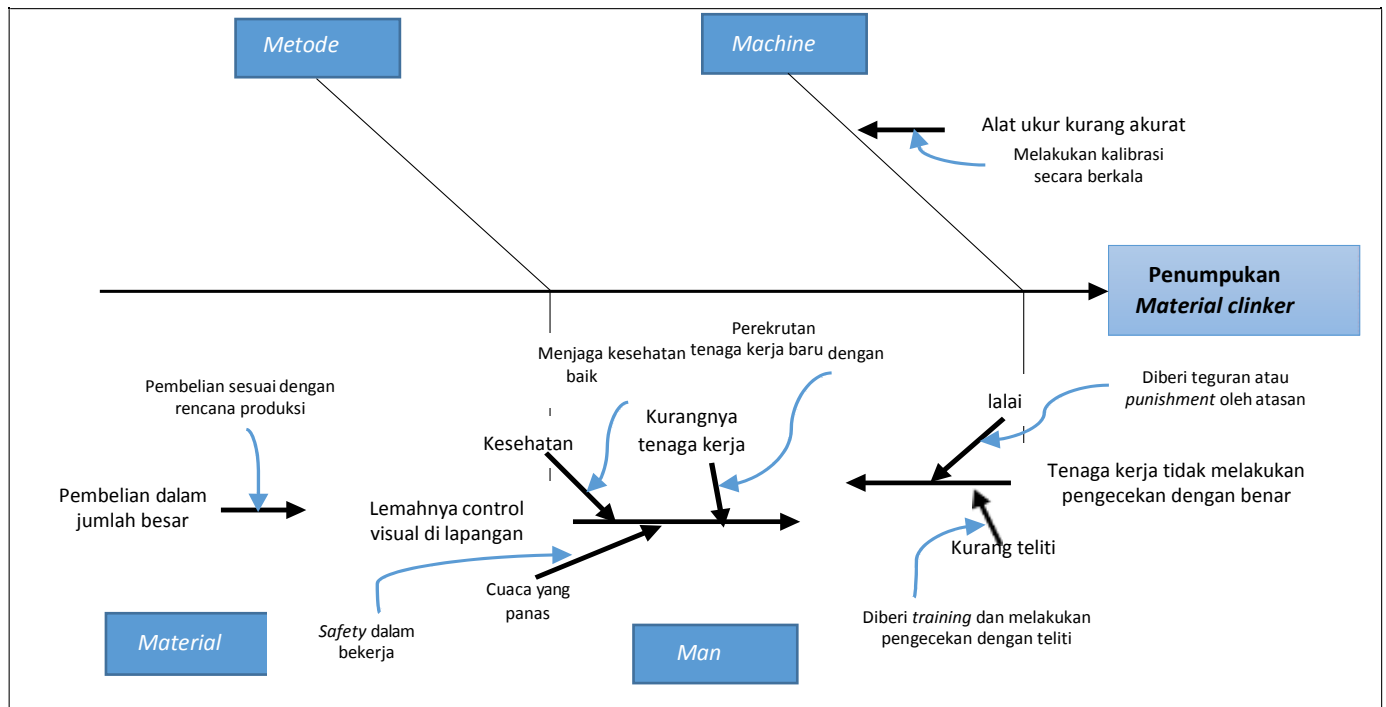 Metode
Machine
Alat ukur kurang akurat
Melakukan kalibrasi
secara berkala
Penumpukan
Material clinker
Perekrutan
tenaga kerja baru dengan
Menjaga kesehatan
baik
Pembelian sesuai dengan
rencana produksi
Kesehatan
Kurangnya
tenaga kerja
lalai
Diberi teguran atau
punishment oleh atasan
Pembelian dalam
jumlah besar
Lemahnya control
visual di lapangan
Tenaga kerja tidak melakukan
pengecekan dengan benar
Cuaca yang
panas
Kurang teliti
Safety dalam
bekerja
Diberi training dan melakukan
pengecekan dengan teliti
Material
Man